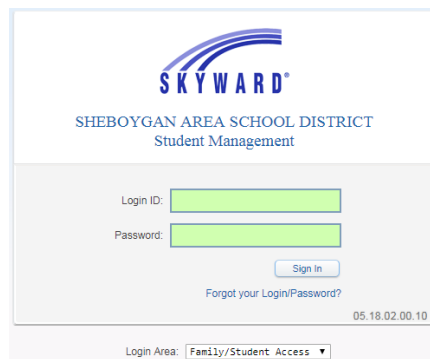 SKYWARD®
SHEBOYGAN AREA SCHOOL DISTRICT
Student Management
Login ID:
Password:
Sign In
Forgot your Login/Password?
05.18.02.00.10
Login Area: Family/Student Access ▼